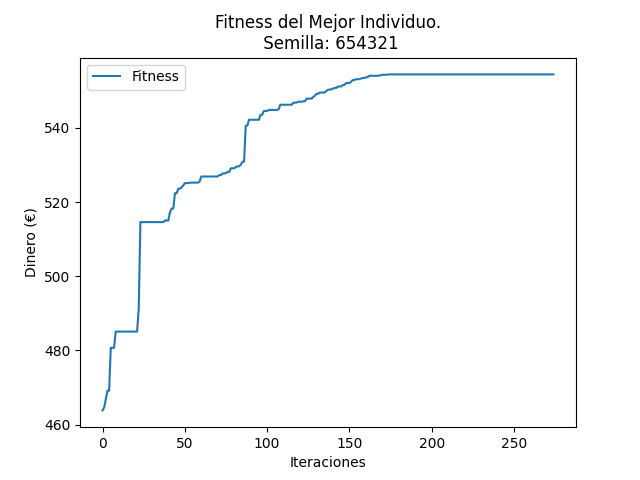 Fitness del Mejor Individuo.
Semilla: 654321
Fitness
Dinero (€)
540
520
500
480
460
0
50
100
150
200
250
Iteraciones